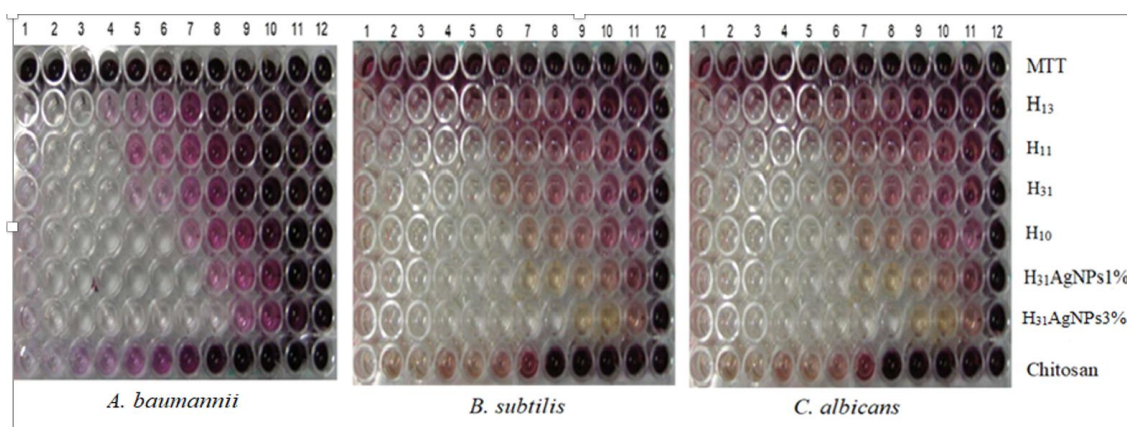 1 2 3 4 5 6 7 8 9 10 11 12
1 2 3 4 5 6 7 8 9 10 11 12
1 2 3 4 5 6 7 8 9 10 11 12
MTT
H₁₃
H₁₁
H₃₁
H₁₀
H₃₁AgNPs1%
H₃₁AgNPs3%
Chitosan
A. baumannii
B. subtilis
C. albicans